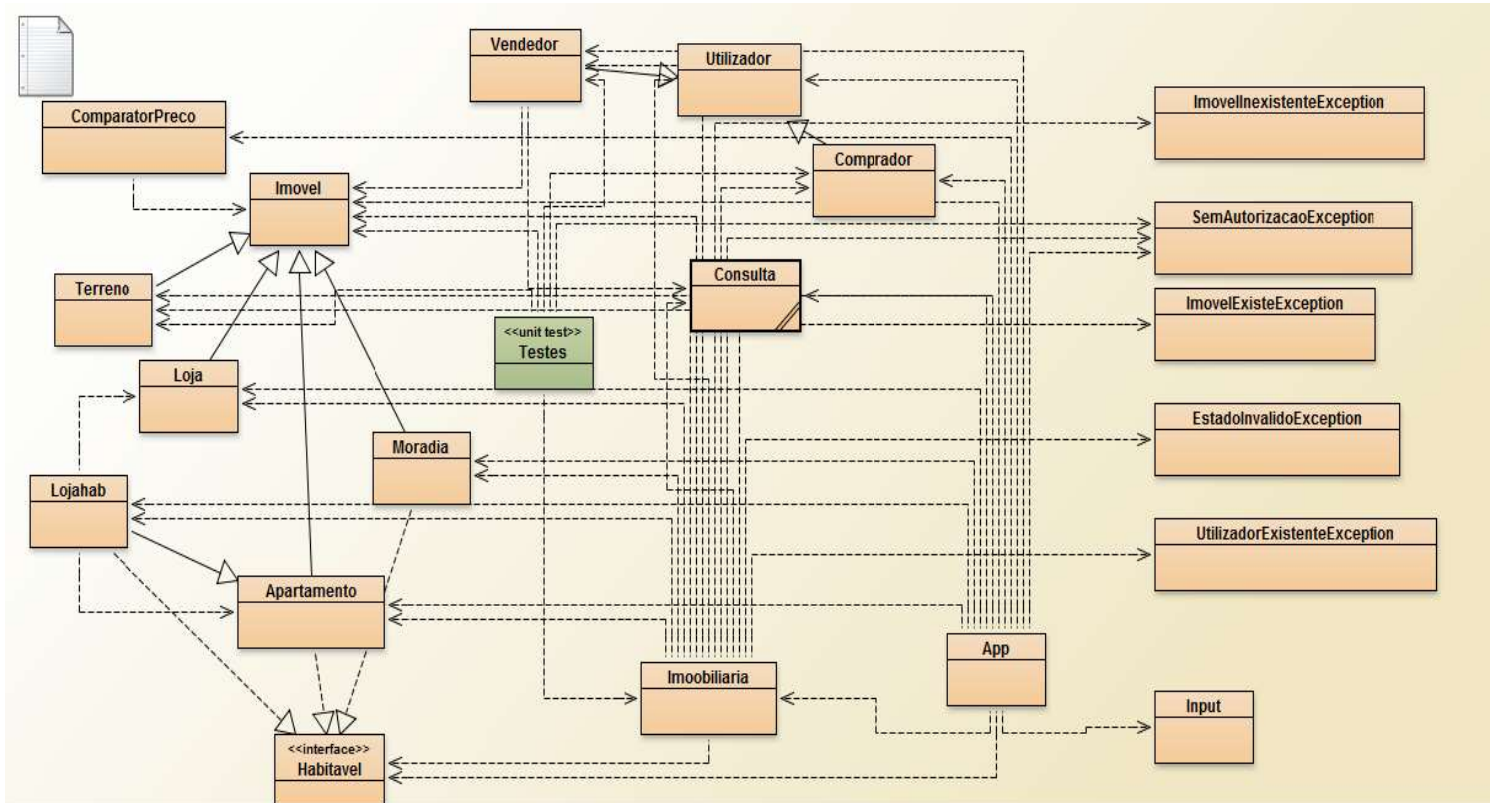 Vendedor
Utilizador
ComparatorPreco
ImovelInexistenteException
Comprador
Imovel
SemAutorizacaoException
Consulta
Terreno
ImovelExisteException
<<unit test>>
Testes
Loja
EstadoInvalidoException
Moradia
Lojahab
UtilizadorExistenteException
Apartamento
App
Imoobiliaria
Input
<<interface>>
Habitavel